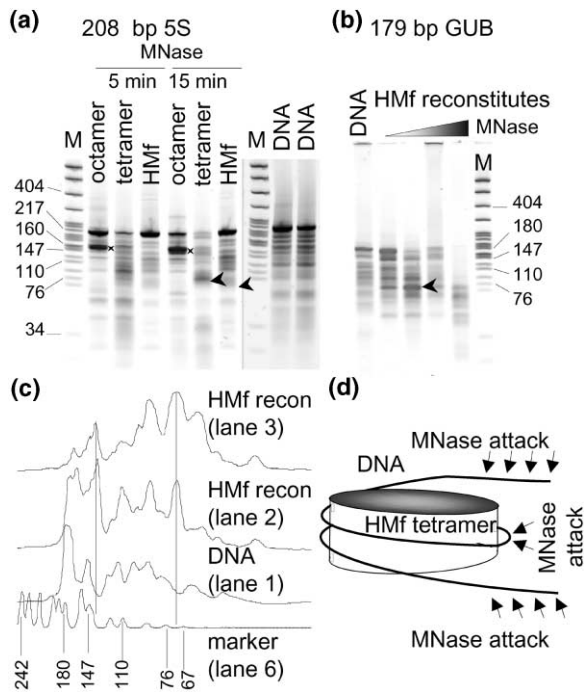 (a)
208 bp 5S
MNase
5 min 15 min
M octamer tetramer HMf octamer tetramer HMf M DNA DNA
404
217
160
147
110
76
34
x x
(b) 179 bp GUB
DNA HMf reconstitutes
MNase
M
404
180
147
110
76
(c)
HMf recon
(lane 3)
HMf recon
(lane 2)
DNA
(lane 1)
marker
(lane 6)
242 180 147 110 76 67
(d)
MNase attack
DNA
HMf tetramer
MNase
attack
MNase attack